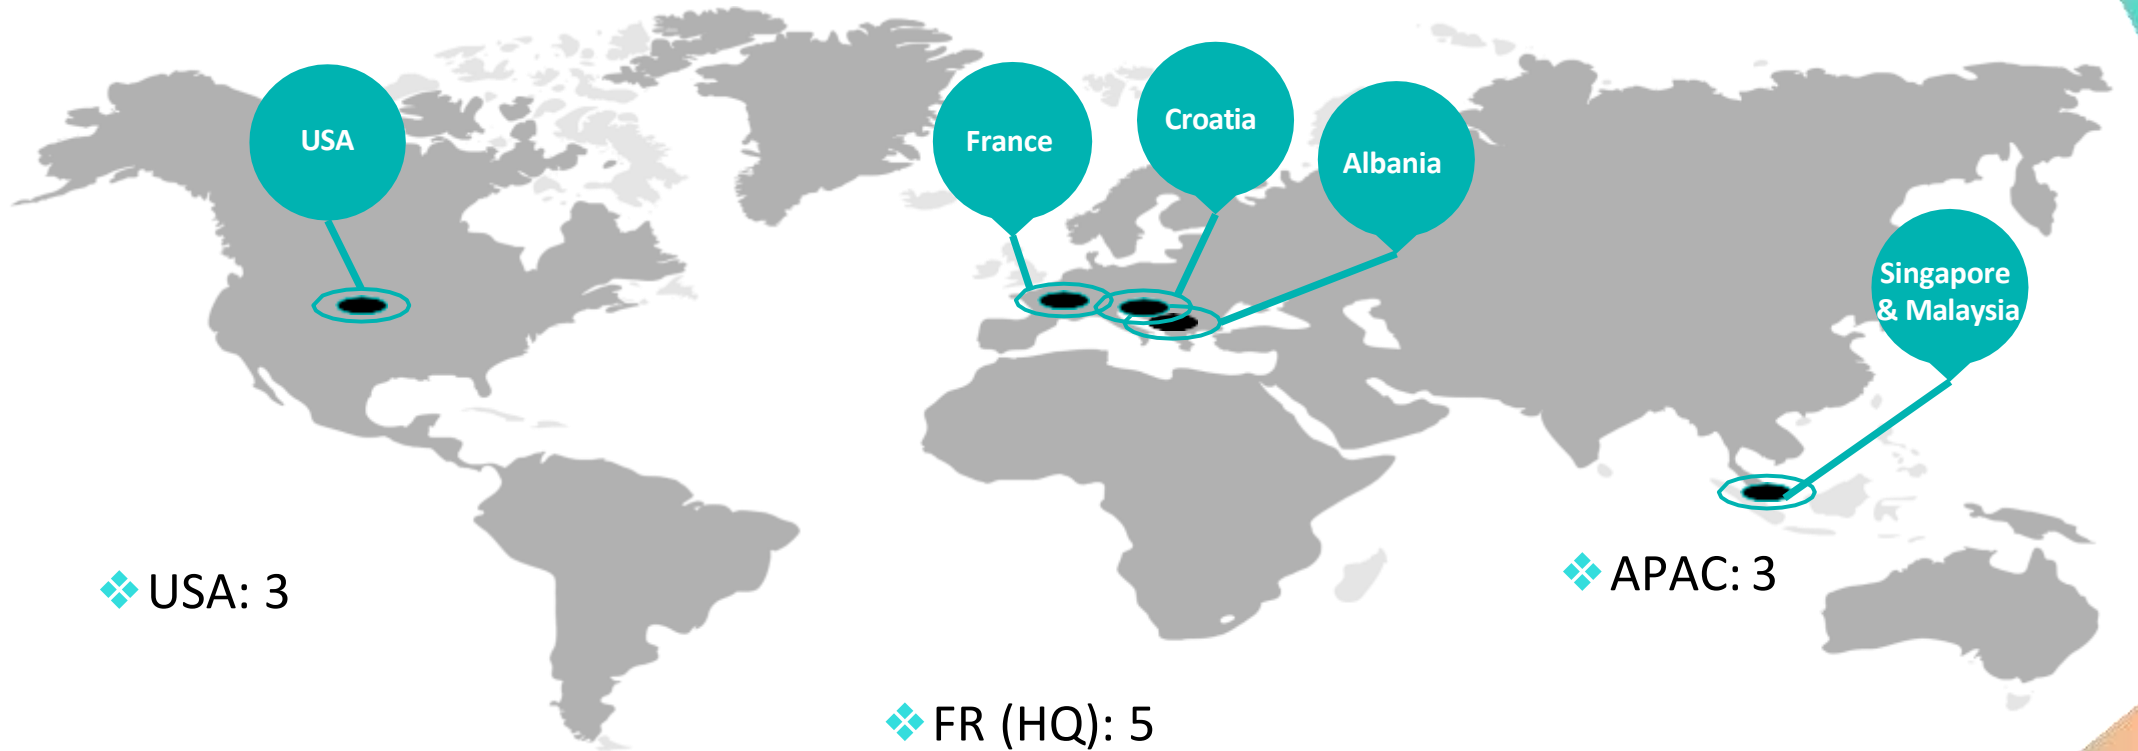 USA
France
Croatia
Albania
Singapore
& Malaysia
USA: 3
APAC: 3
FR (HQ): 5